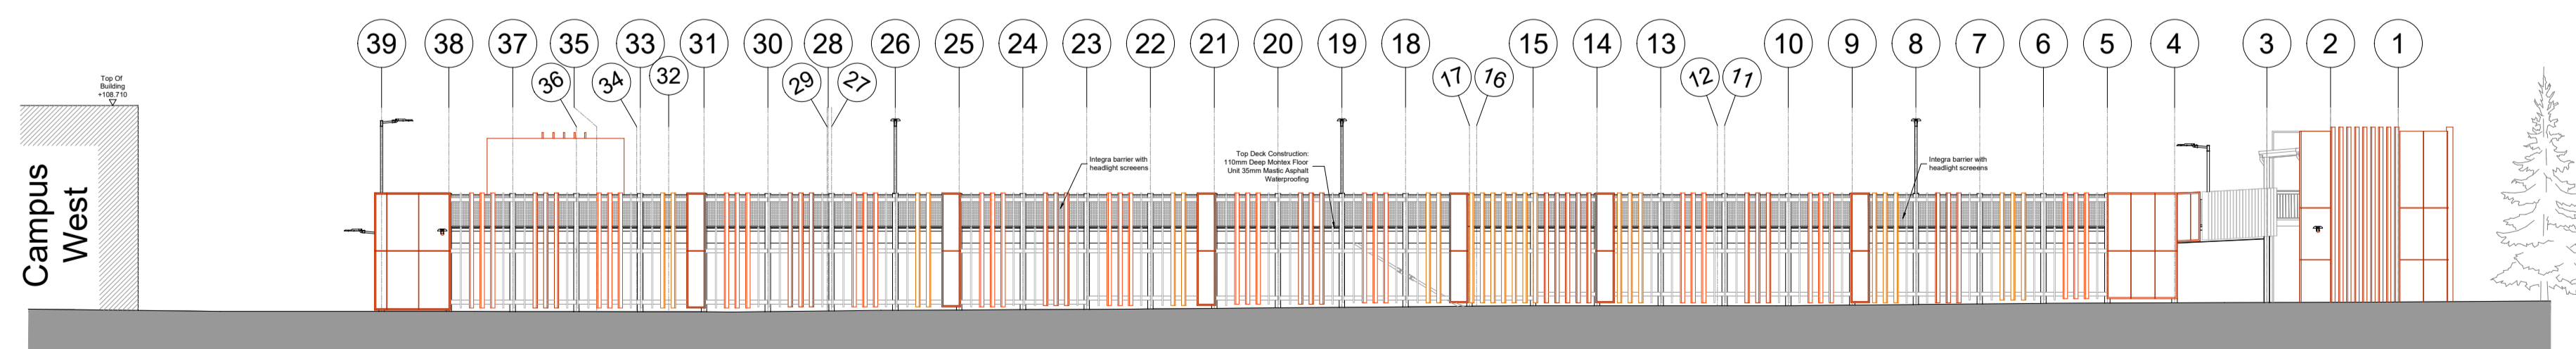 39 38 37 35 33 31 30 28 26 25 24 23 22 21 20 19 18 15 14 13 10 9 8 7 6 5 4 3 2 1
36 34 32 29 27 17 16 12 11
Top Of
Building
+108.710
Campus
West
Integra barrier with
headlight screeens
Top Deck Construction:
110mm Deep Montex Floor
Unit 35mm Mastic Asphalt
Waterproofing
Integra barrier with
headlight screeens